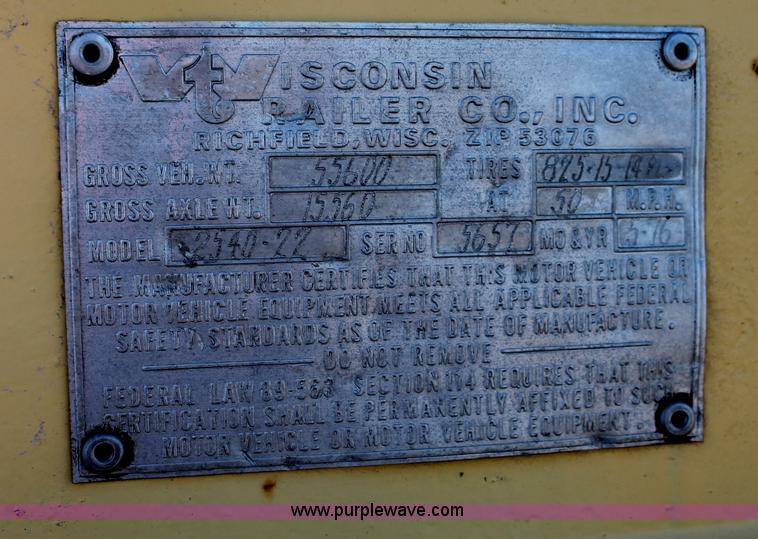 WISCONSIN
TRAILER CO., INC.
RICHFIELD, WISC. ZIP 53076
GROSS VEH. WT. 55600 TIRES 825-15-14PL
GROSS AXLE WT. 15560 AT 50 M.P.H.
MODEL 2540-22 SER NO 5657 MO & YR 5-76
THE MANUFACTURER CERTIFIES THAT THIS MOTOR VEHICLE OR
MOTOR VEHICLE EQUIPMENT MEETS ALL APPLICABLE FEDERAL
SAFETY STANDARDS AS OF THE DATE OF MANUFACTURE.
DO NOT REMOVE
FEDERAL LAW 89-563 SECTION 114 REQUIRES THAT THIS
CERTIFICATION SHALL BE PERMANENTLY AFFIXED TO SUCH
MOTOR VEHICLE OR MOTOR VEHICLE EQUIPMENT.
www.purplewave.com